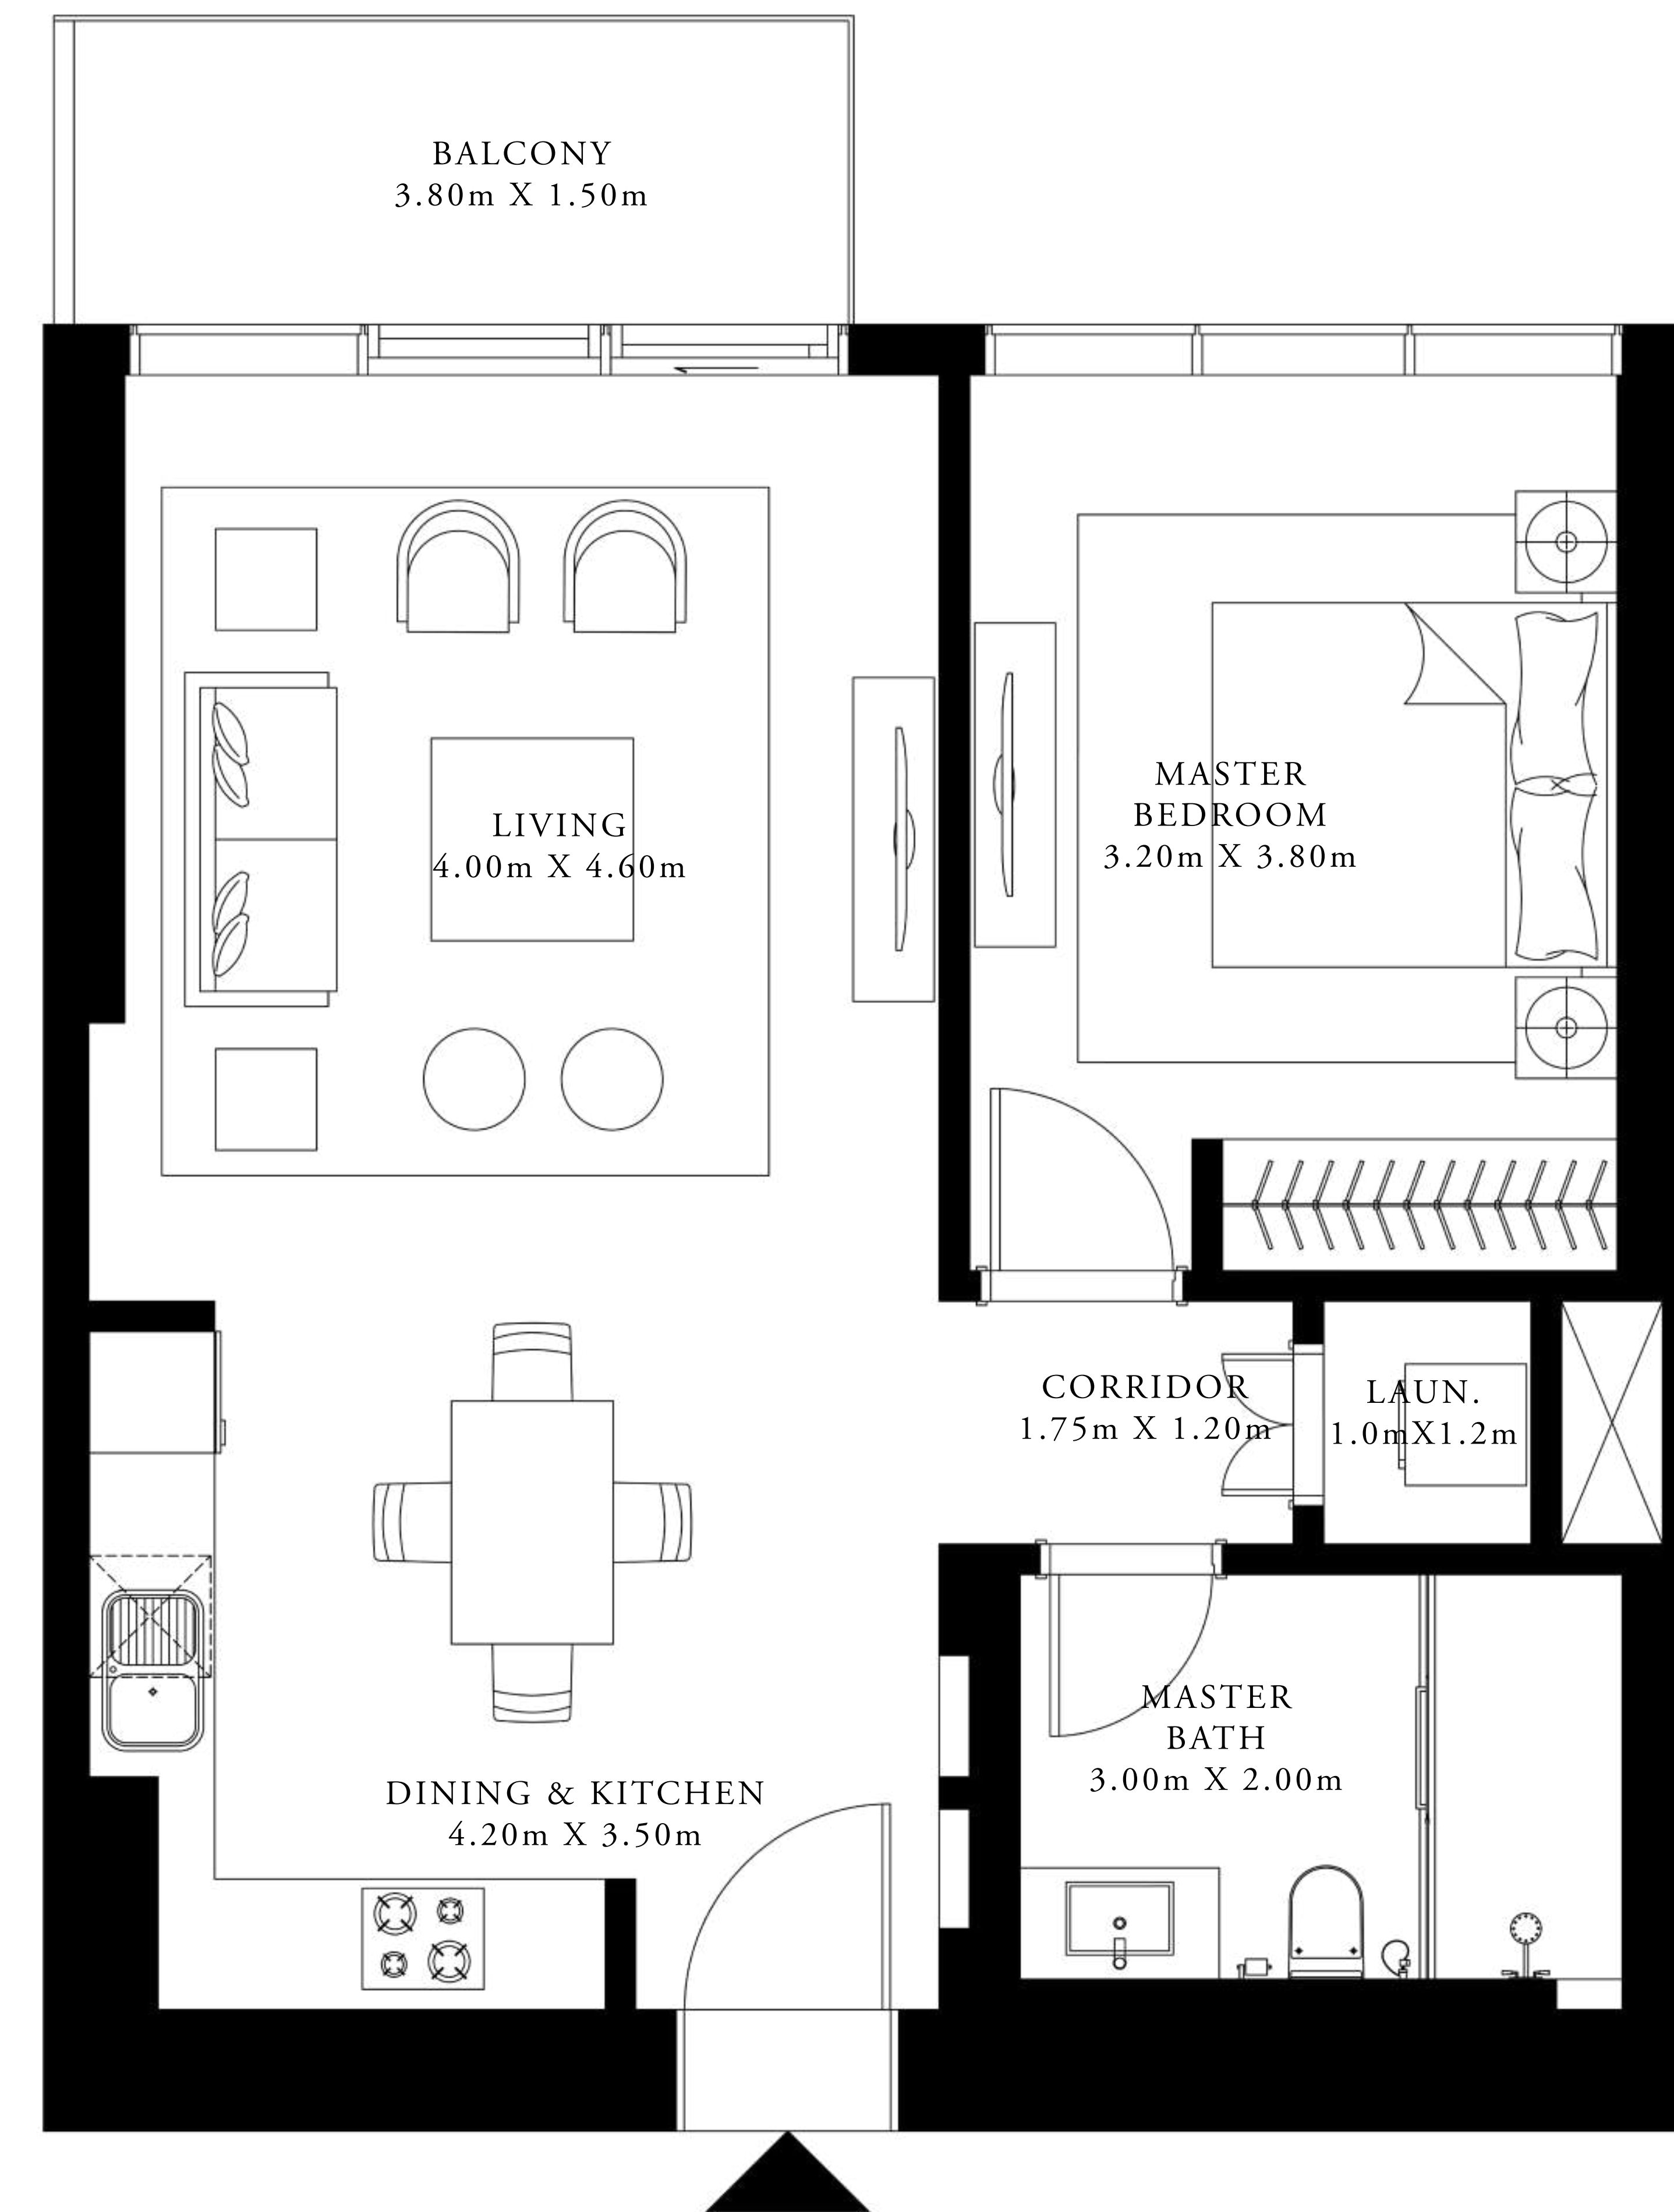 BALCONY
3.80m X 1.50m
LIVING
4.00m X 4.60m
MASTER
BEDROOM
3.20m X 3.80m
CORRIDOR
1.75m X 1.20m
LAUN.
1.0mX1.2m
MASTER
BATH
3.00m X 2.00m
DINING & KITCHEN
4.20m X 3.50m